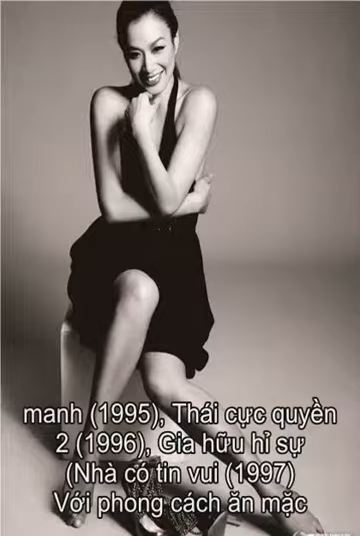 manh (1995), Thái cực quyền
2 (1996), Gia hữu hỉ sự
(Nhà có tin vui (1997)
Với phong cách ăn mặc